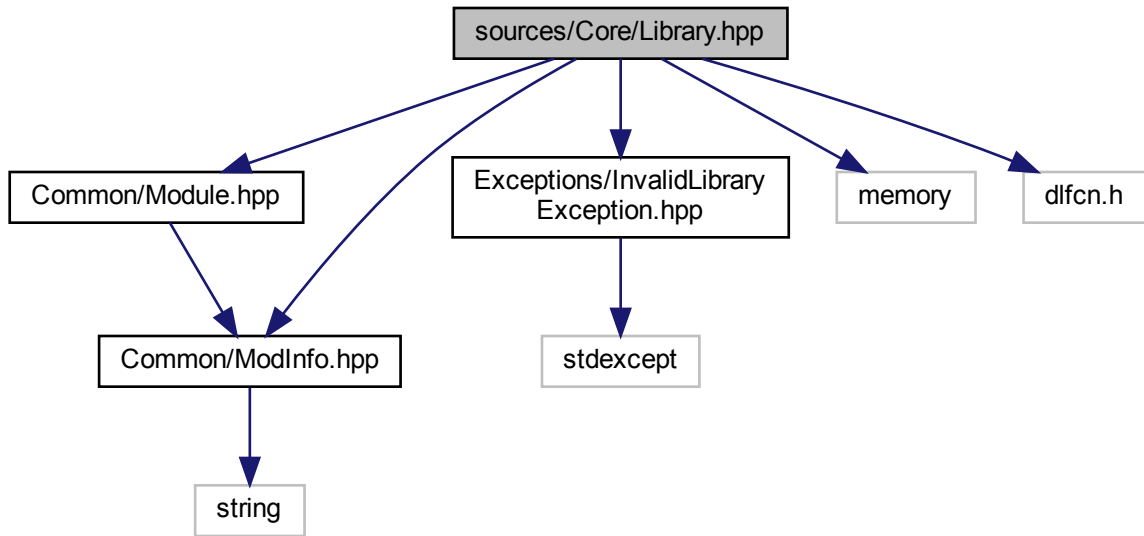 sources/Core/Library.hpp
Common/Module.hpp
Exceptions/InvalidLibrary
Exception.hpp
memory
dlfcn.h
Common/ModInfo.hpp
stdexcept
string